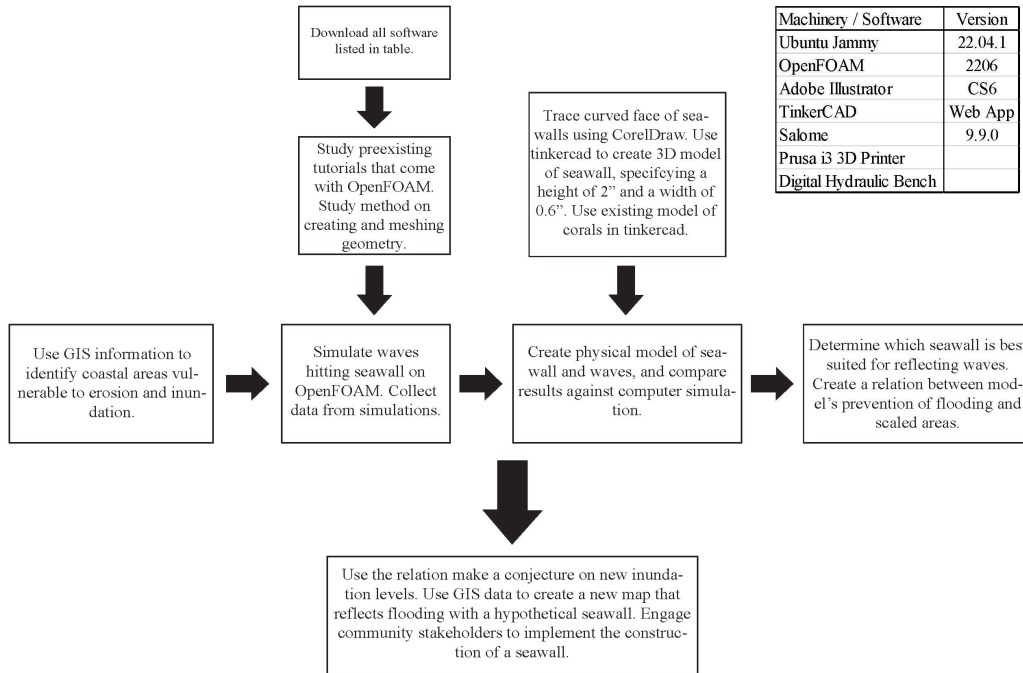 Download all software
listed in table.
Machinery / Software Version
Ubuntu Jammy 22.04.1
OpenFOAM 2206
Adobe Illustrator CS6
TinkerCAD Web App
Salome 9.9.0
Prusa i3 3D Printer
Digital Hydraulic Bench
Study preexisting
tutorials that come
with OpenFOAM.
Study method on
creating and meshing
geometry.
Trace curved face of sea-
walls using CorelDraw. Use
tinkercad to create 3D model
of seawall, speciifcying a
height of 2” and a width of
0.6”. Use existing model of
corals in tinkercad.
Use GIS information to
identify coastal areas vul-
nerable to erosion and inun-
dation.
Simulate waves
hitting seawall on
OpenFOAM. Collect
data from simulations.
Create physical model of sea-
wall and waves, and compare
results against computer simula-
tion.
Determine which seawall is best
suited for reflecting waves.
Create a relation between mod-
el’s prevention of flooding and
scaled areas.
Use the relation make a conjecture on new inunda-
tion levels. Use GIS data to create a new map that
reflects flooding with a hypothetical seawall. Engage
community stakeholders to implement the construc-
tion of a seawall.